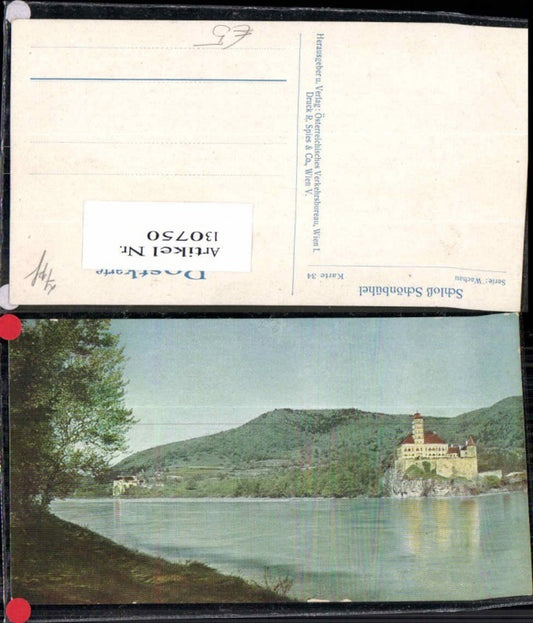 Schloß Schönbühel
Serie: Wachau
Karte 34
Herausgeber u. Verlag: Österreichisches Verkehrsbureau, Wien I.
Druck R. Spies & Co., Wien V.
Postkarte
Artikel Nr.
130750